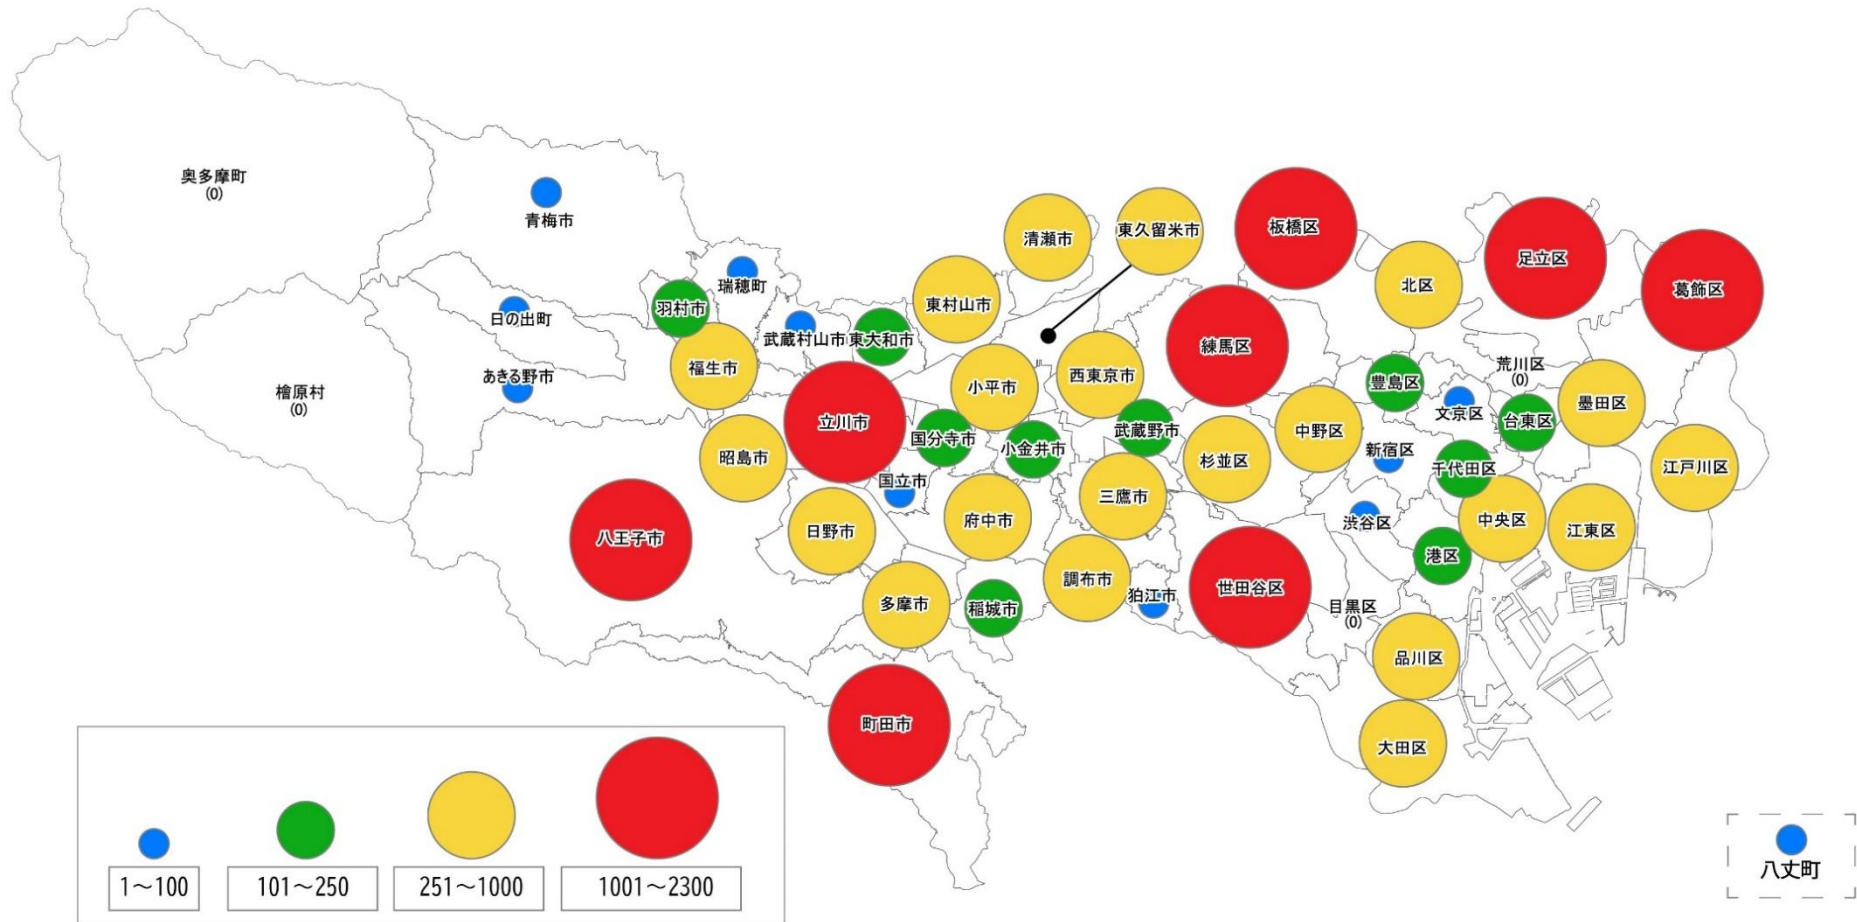 奥多摩町
(0)
青梅市
瑞穂町
日の出町
羽村市
武蔵村山市
東大和市
東村山市
清瀬市
東久留米市
板橋区
北区
足立区
葛飾区
檜原村
(0)
あきる野市
福生市
立川市
小平市
西東京市
練馬区
豊島区
文京区
荒川区
(0)
台東区
墨田区
江戸川区
昭島市
国分寺市
小金井市
武蔵野市
杉並区
中野区
新宿区
千代田区
国立市
八王子市
日野市
府中市
三鷹市
渋谷区
中央区
江東区
港区
多摩市
稲城市
調布市
狛江市
世田谷区
目黒区
(0)
品川区
大田区
町田市
八丈町
1～100
101～250
251～1000
1001～2300